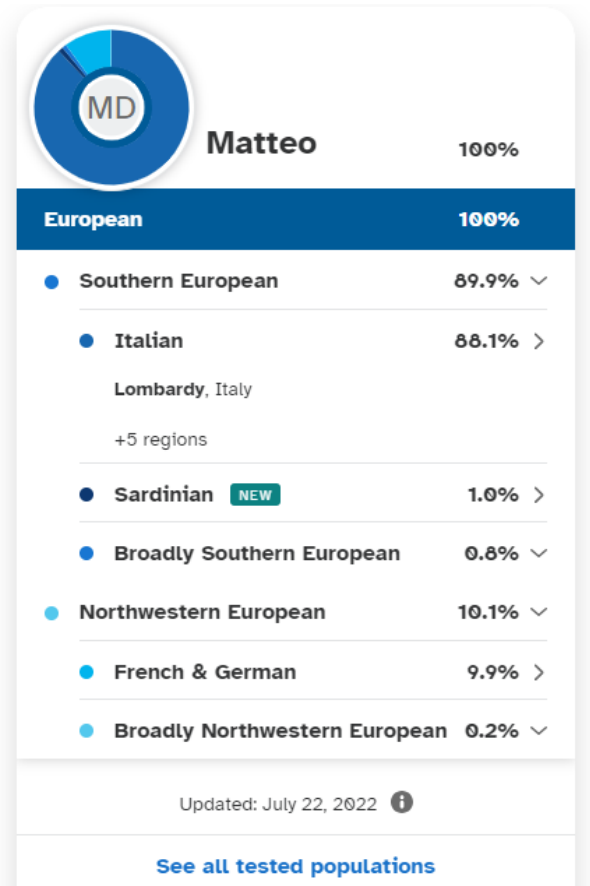 MD
Matteo 100%
European 100%
Southern European 89.9%
Italian 88.1%
Lombardy, Italy
+5 regions
Sardinian NEW 1.0%
Broadly Southern European 0.8%
Northwestern European 10.1%
French & German 9.9%
Broadly Northwestern European 0.2%
Updated: July 22, 2022 i
See all tested populations